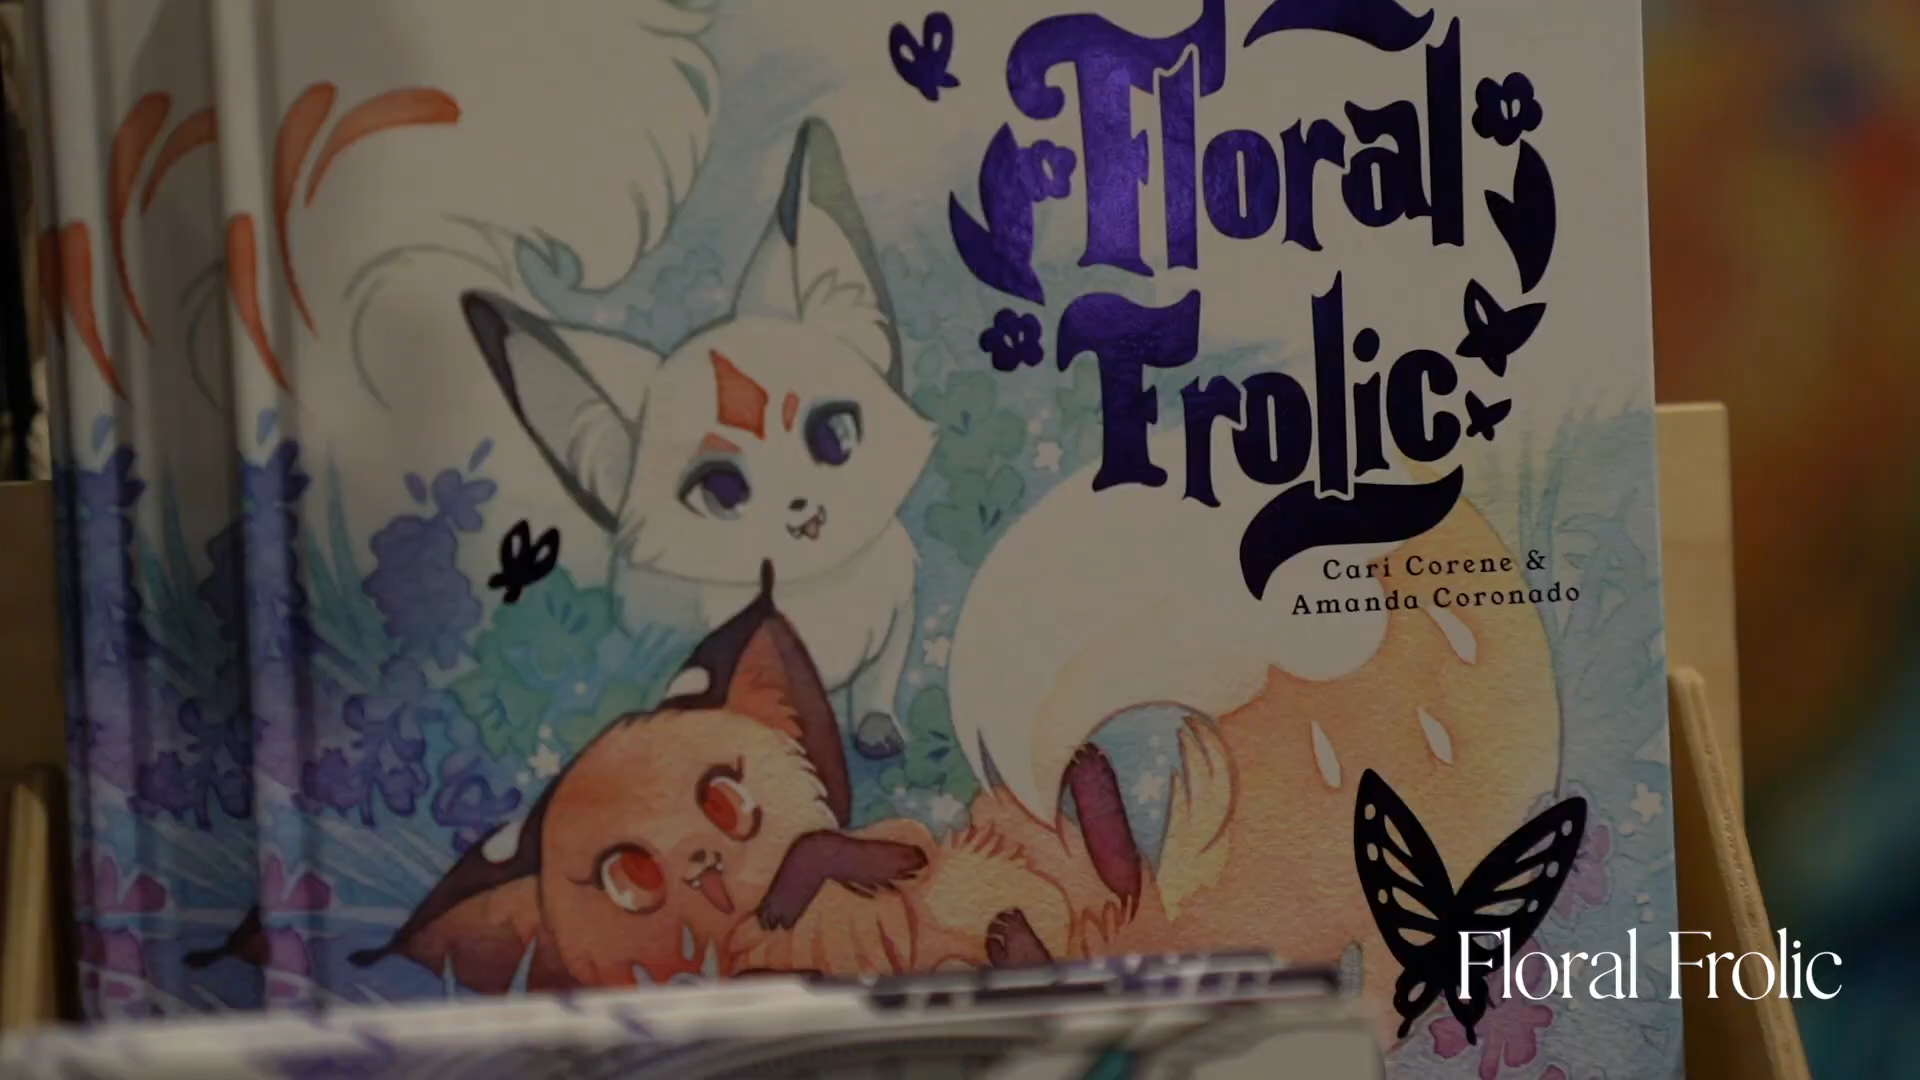 Floral
Frolic
Cari Corene &
Amanda Coronado
Floral Frolic